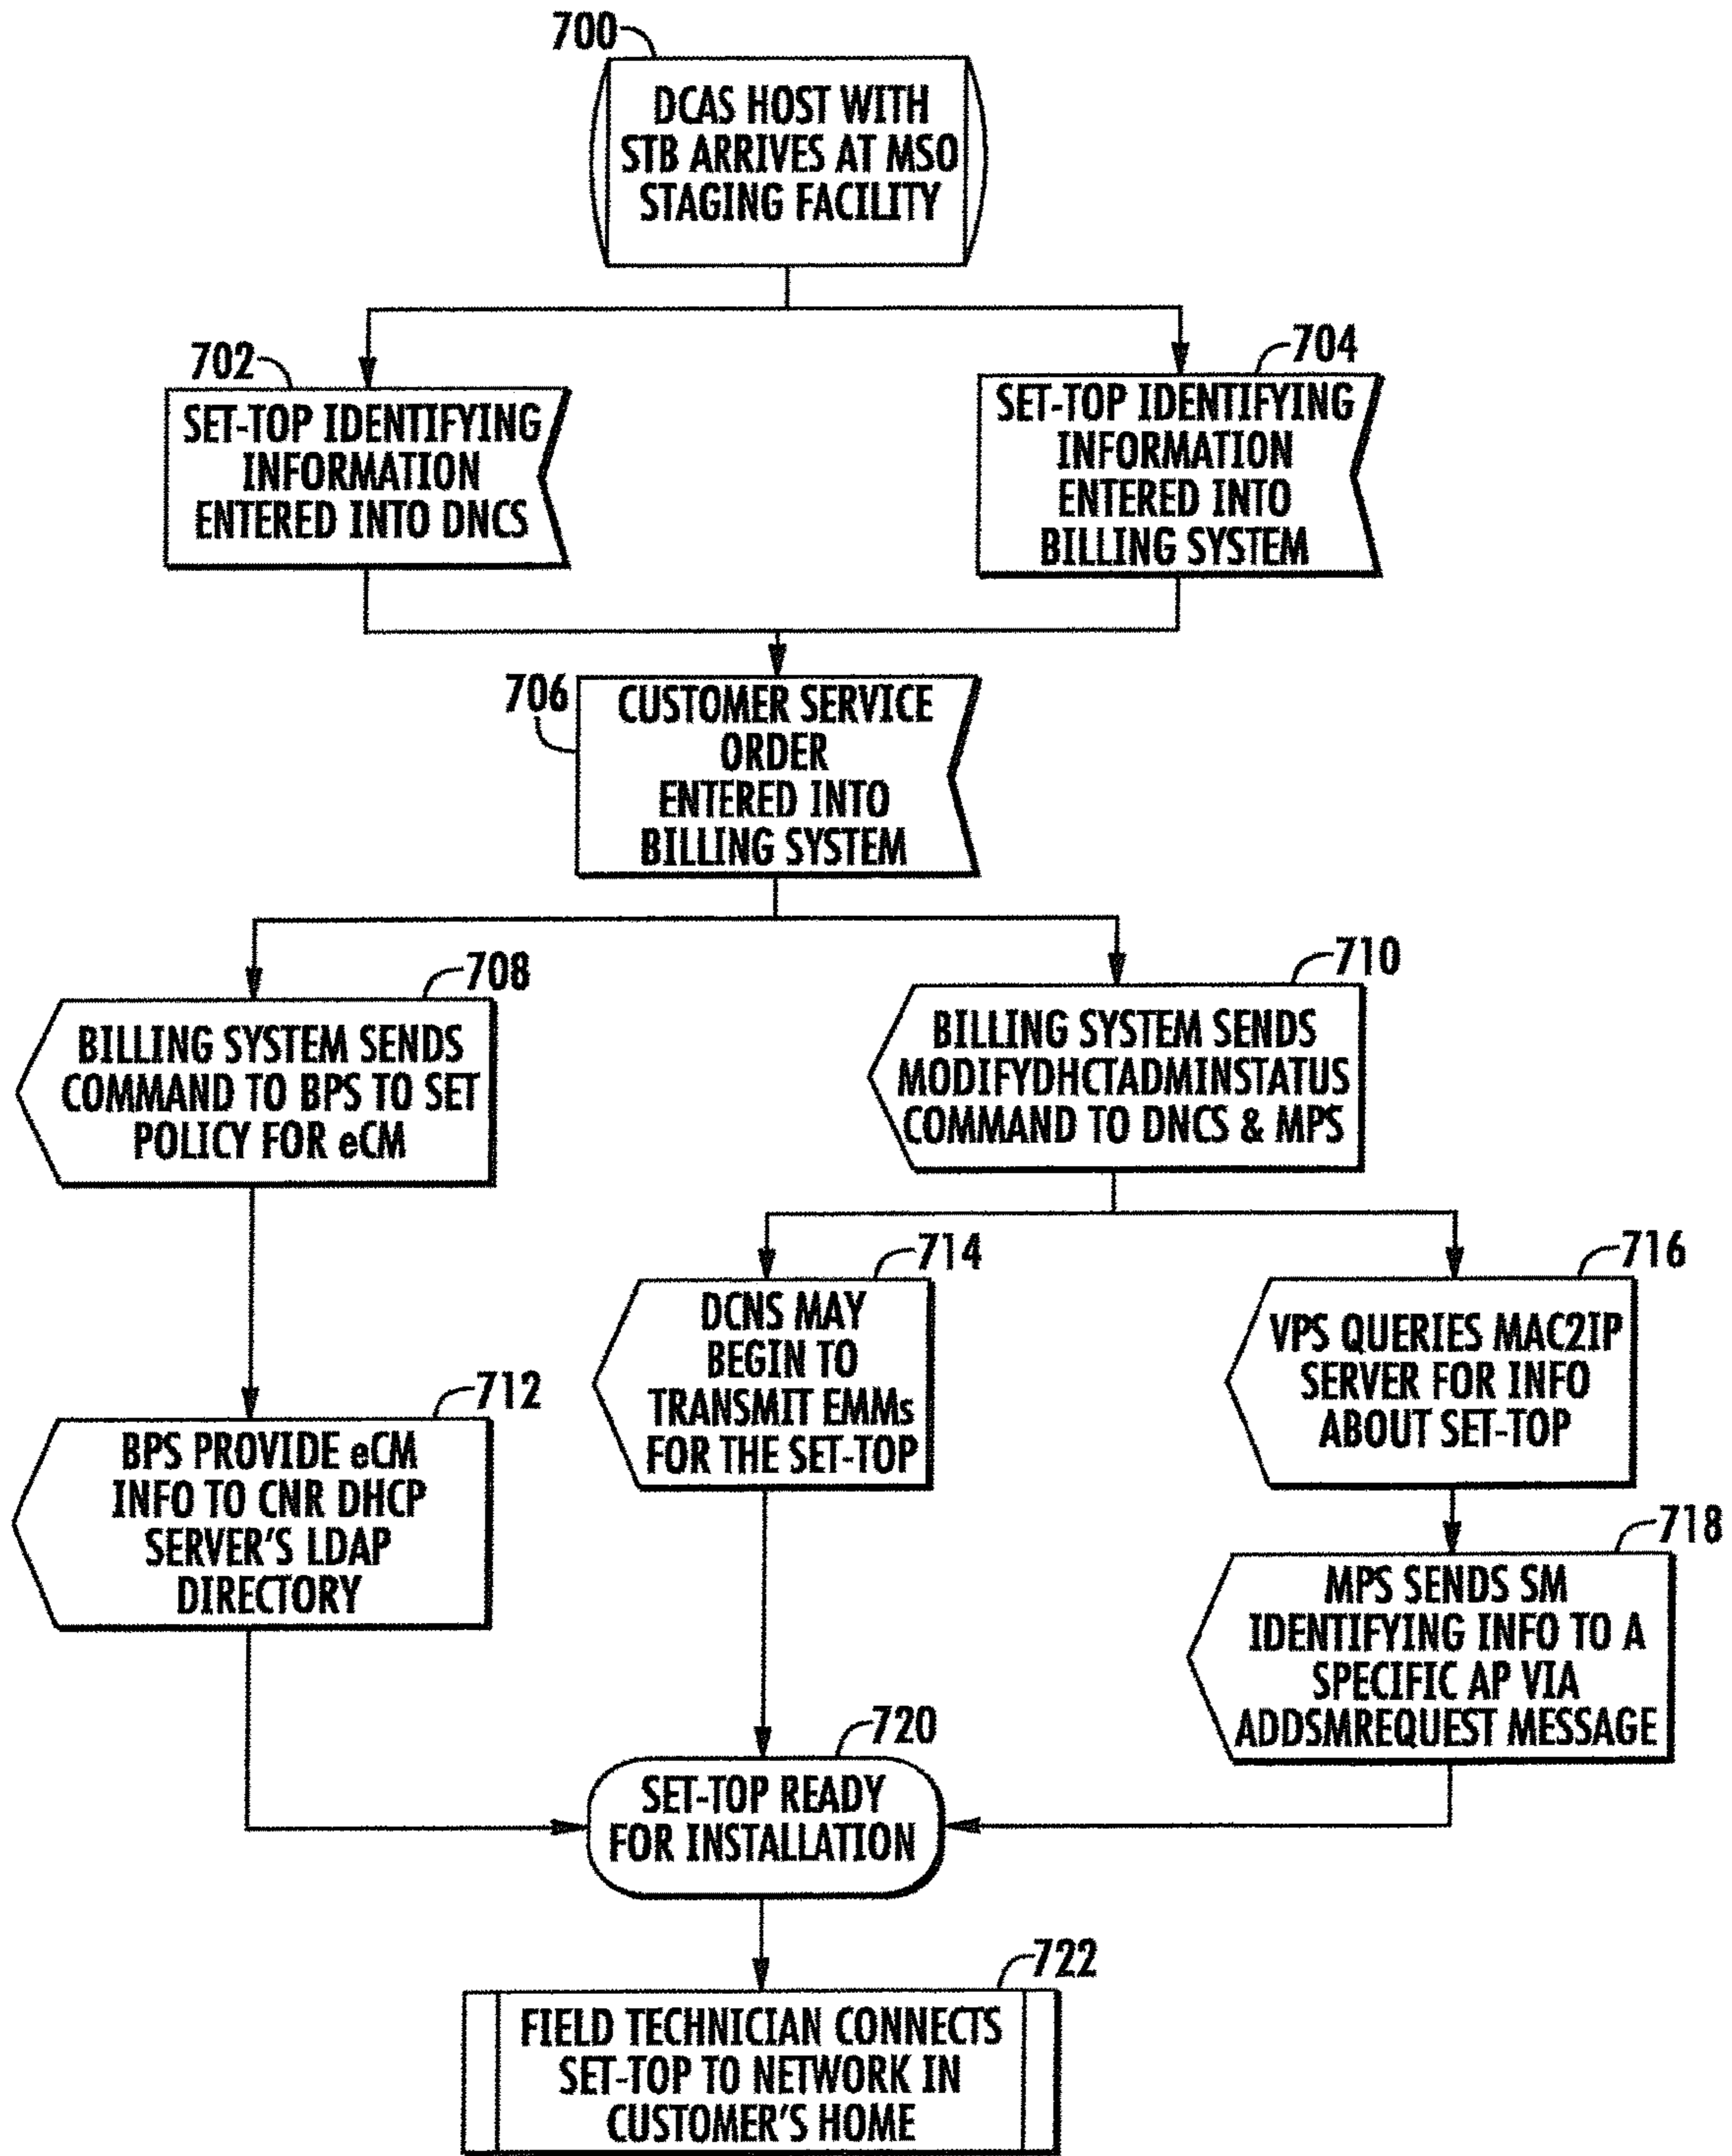 700
DCAS HOST WITH
STB ARRIVES AT MSO
STAGING FACILITY
702
SET-TOP IDENTIFYING
INFORMATION
ENTERED INTO DNCS
704
SET-TOP IDENTIFYING
INFORMATION
ENTERED INTO
BILLING SYSTEM
706
CUSTOMER SERVICE
ORDER
ENTERED INTO
BILLING SYSTEM
708
BILLING SYSTEM SENDS
COMMAND TO BPS TO SET
POLICY FOR eCM
710
BILLING SYSTEM SENDS
MODIFYDHCTADMINSTATUS
COMMAND TO DNCS & MPS
712
BPS PROVIDE eCM
INFO TO CNR DHCP
SERVER'S LDAP
DIRECTORY
714
DCNS MAY
BEGIN TO
TRANSMIT EMMs
FOR THE SET-TOP
716
VPS QUERIES MAC2IP
SERVER FOR INFO
ABOUT SET-TOP
718
MPS SENDS SM
IDENTIFYING INFO TO A
SPECIFIC AP VIA
ADDSMREQUEST MESSAGE
720
SET-TOP READY
FOR INSTALLATION
722
FIELD TECHNICIAN CONNECTS
SET-TOP TO NETWORK IN
CUSTOMER'S HOME